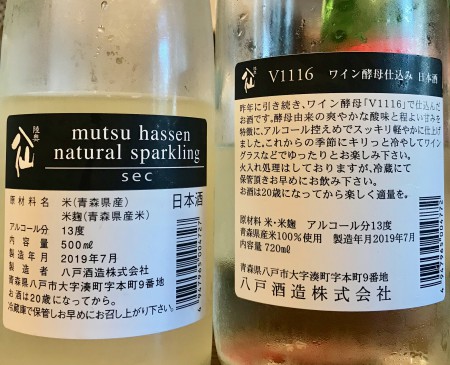 陸奥
八仙
mutsu hassen
natural sparkling
sec
原材料名 米(青森県産) 日本酒
米麹(青森県産米)
アルコール分 13度
内容量 500ml
製造年月 2019年7月
製造者 八戸酒造株式会社
青森県八戸市大字湊町字本町9番地
お酒は20歳になってから。
冷蔵庫で保管しお早めにお召し上がり下さい。
4967945004727
陸奥
八仙
V1116 ワイン酵母仕込み 日本酒
昨年に引き続き、ワイン酵母「V1116」で仕込んだ
お酒です。酵母由来の爽やかな酸味と程よい甘みを
特徴に、アルコール控えめでスッキリ軽やかに仕上げ
ました。これからの季節にキリっと冷やしてワイン
グラスなどでゆったりとお楽しみ下さい。
火入れ処理はしておりますが、冷蔵にて
保管頂きお早めにお飲み下さい。
お酒は20歳になってから楽しく適量を。
原材料 米・米麹 アルコール分13度
青森県産米100%使用 製造年月2019年7月
内容量 720ml
青森県八戸市大字湊町字本町9番地
八戸酒造株式会社
4967945004772